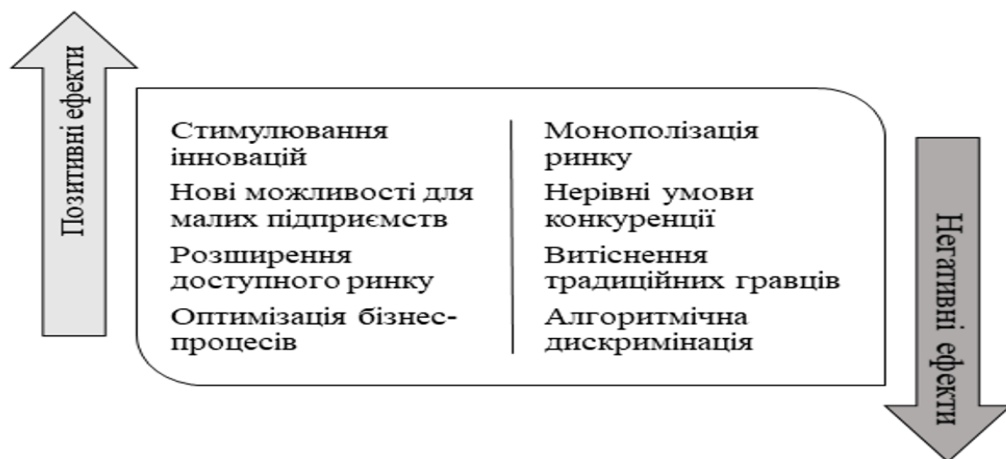 Позитивні ефекти
Стимулювання
інновацій
Нові можливості для
малих підприємств
Розширення
доступного ринку
Оптимізація бізнес-
процесів
Монополізація
ринку
Нерівні умови
конкуренції
Витіснення
традиційних гравців
Алгоритмічна
дискримінація
Негативні ефекти